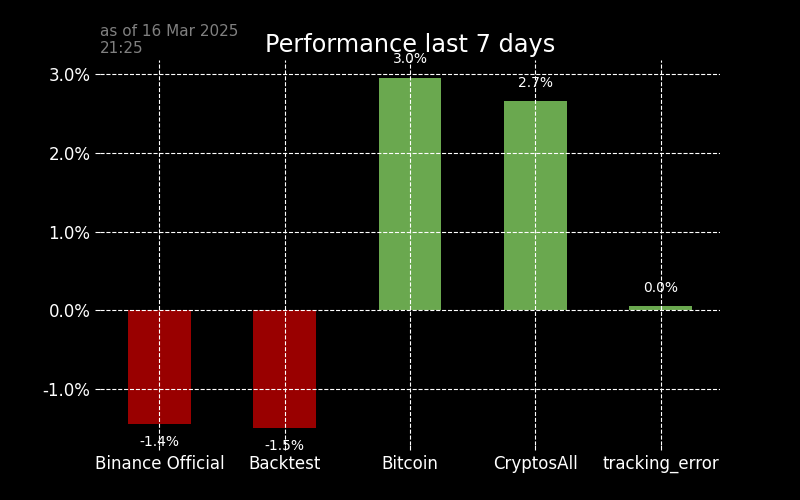 as of 16 Mar 2025
21:25
Performance last 7 days
3.0%
3.0%
2.7%
2.0%
1.0%
0.0%
0.0%
-1.0%
-1.4%
-1.5%
Binance Official
Backtest
Bitcoin
CryptosAll
tracking_error